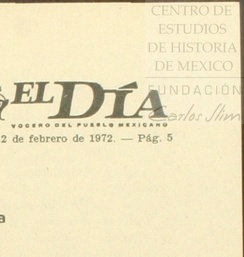 CENTRO DE
ESTUDIOS
DE HISTORIA
DE MEXICO
FUNDACIÓN
Carlos Slim
EL DÍA
VOCERO DEL PUEBLO MEXICANO
2 de febrero de 1972. — Pág. 5
a